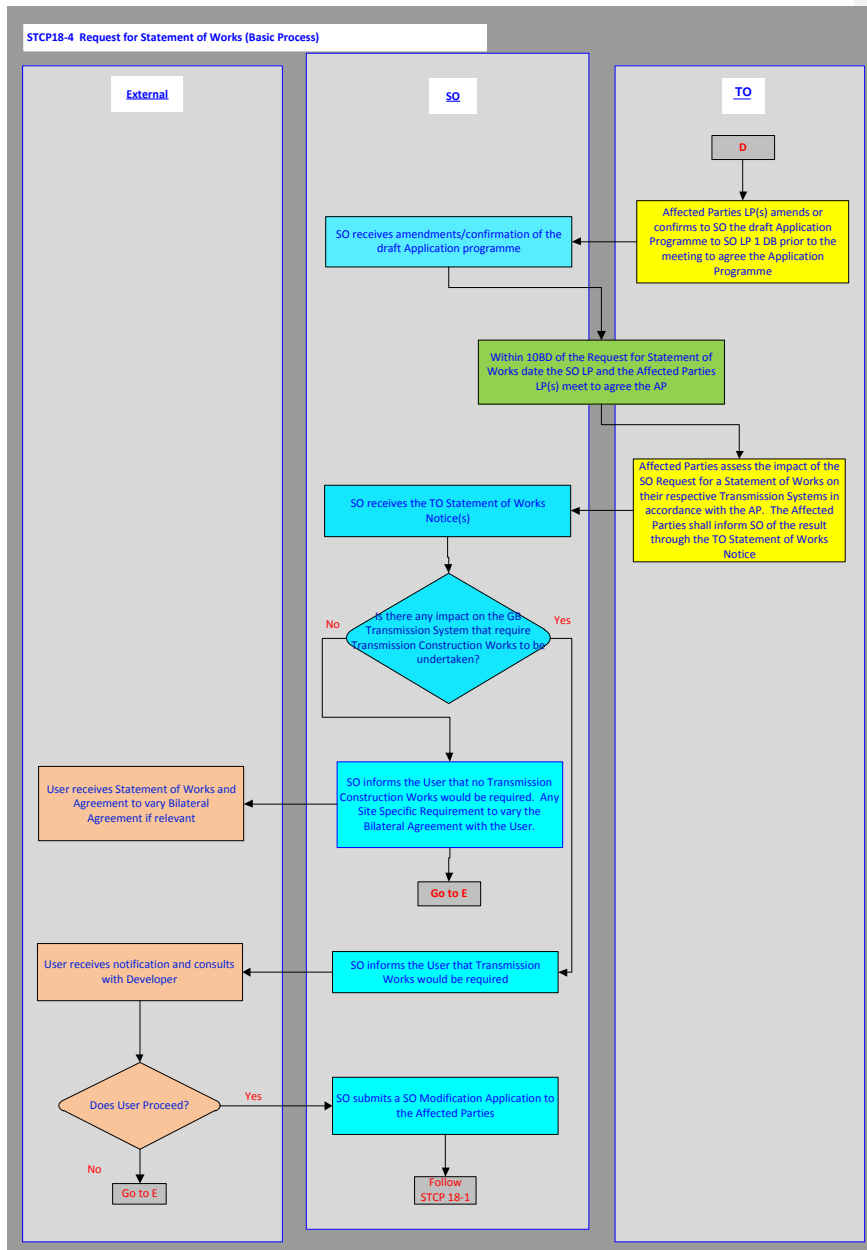 STCP18-4  Request for Statement of Works (Basic Process)
External
SO
TO
D
Affected Parties LP(s) amends or
confirms to SO the draft Application
Programme to SO LP 1 DB prior to the
meeting to agree the Application
Programme
SO receives amendments/confirmation of the
draft Application programme
Within 10BD of the Request for Statement of
Works date the SO LP and the Affected Parties
LP(s) meet to agree the AP
Affected Parties assess the impact of the
SO Request for a Statement of Works on
their respective Transmission Systems in
accordance with the AP.  The Affected
Parties shall inform SO of the result
through the TO Statement of Works
Notice
SO receives the TO Statement of Works
Notice(s)
Is there any impact on the GB
Transmission System that require
Transmission Construction Works to be
undertaken?
No
Yes
SO informs the User that no Transmission
Construction Works would be required.  Any
Site Specific Requirement to vary the
Bilateral Agreement with the User.
User receives Statement of Works and
Agreement to vary Bilateral
Agreement if relevant
Go to E
SO informs the User that Transmission
Works would be required
User receives notification and consults
with Developer
Does User Proceed?
Yes
No
SO submits a SO Modification Application to
the Affected Parties
Go to E
Follow
STCP 18-1